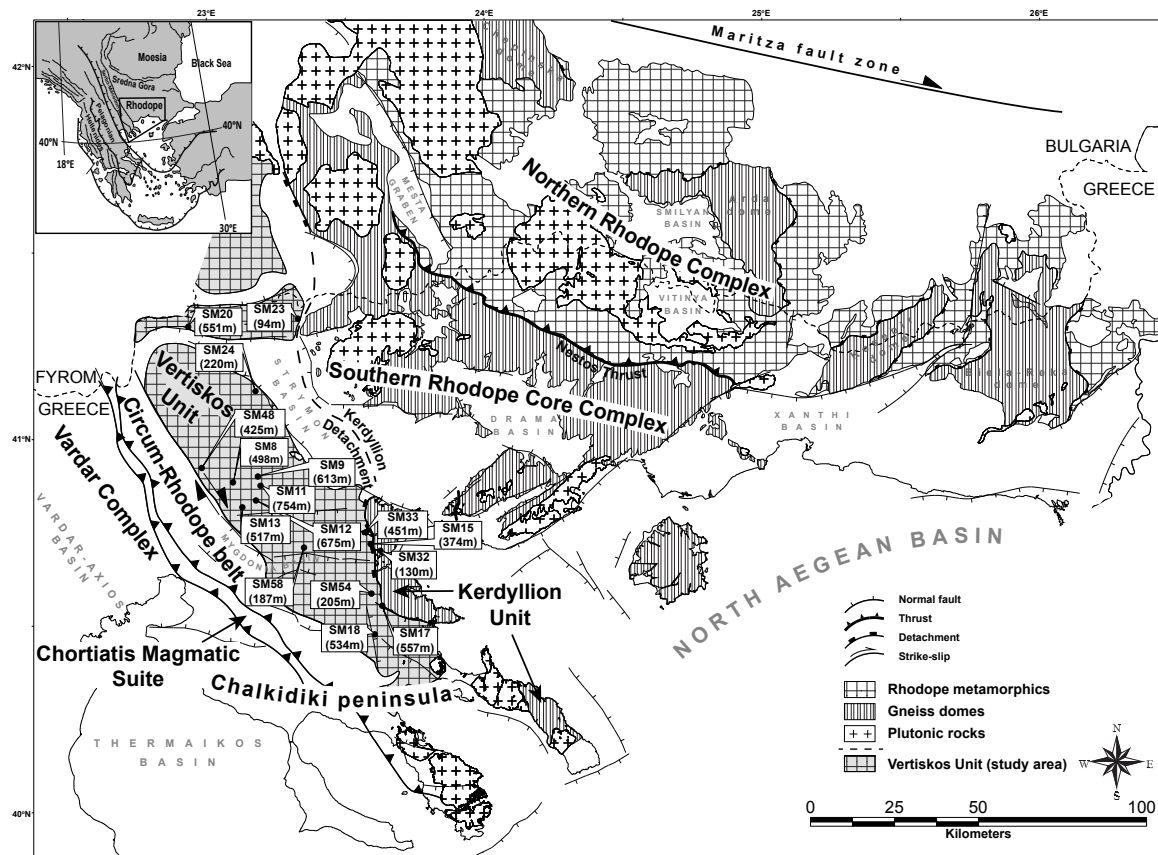 23°E
24°E
25°E
26°E
42°N
41°N
40°N
Moesia
Black Sea
Sredna Gora
Rhodope
Pelagonian
Hellenides
40°N
40°N
18°E
30°E
Maritza fault zone
BULGARIA
GREECE
MESTA
GRABEN
Northern Rhodope Complex
SMILYAN
BASIN
Arda
dome
VITINYA
BASIN
Nestos Thrust
Southern Rhodope Core Complex
DRAMA
BASIN
XANTHI
BASIN
SM20
(551m)
SM23
(94m)
SM24
(220m)
Vertiskos
Unit
STRYMON
BASIN
Kerdyllion
Detachment
FYROM
GREECE
SM48
(425m)
SM8
(498m)
SM9
(613m)
SM11
(754m)
SM13
(517m)
SM12
(675m)
SM33
(451m)
SM15
(374m)
SM32
(130m)
SM58
(187m)
SM54
(205m)
SM18
(534m)
SM17
(557m)
Circum-Rhodope belt
Vardar Complex
VARDAR-AXIOS
BASIN
Kerdyllion
Unit
Chortiatis Magmatic
Suite
Chalkidiki peninsula
THERMAIKOS
BASIN
NORTH AEGEAN BASIN
Normal fault
Thrust
Detachment
Strike-slip
Rhodope metamorphics
Gneiss domes
Plutonic rocks
Vertiskos Unit (study area)
N
W
E
S
0
25
50
100
Kilometers